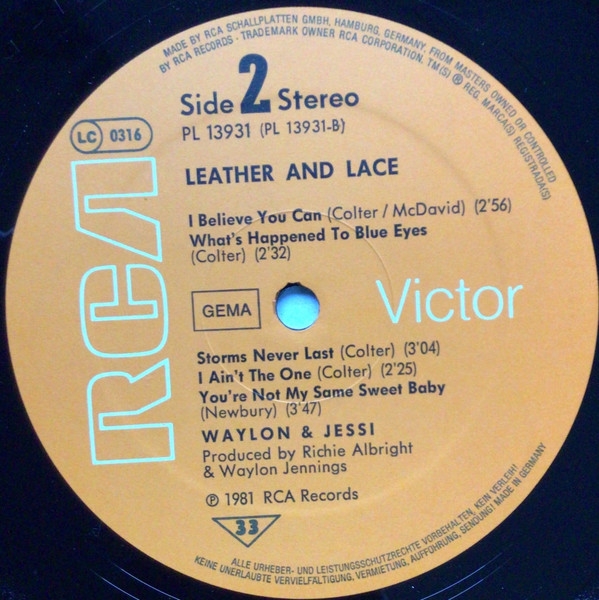 MADE BY RCA SCHALLPLATTEN GMBH, HAMBURG, GERMANY, FROM MASTERS OWNED OR CONTROLLED
BY RCA RECORDS · TRADEMARK OWNER RCA CORPORATION. TM(S) ® REG. MARCA(S) REGISTRADA(S)
Side 2 Stereo
PL 13931 (PL 13931-B)
LC 0316
RCA
LEATHER AND LACE
I Believe You Can (Colter / McDavid) (2'56)
What's Happened To Blue Eyes
(Colter) (2'32)
GEMA
Victor
Storms Never Last (Colter) (3'04)
I Ain't The One (Colter) (2'25)
You're Not My Same Sweet Baby
(Newbury) (3'47)
WAYLON & JESSI
Produced by Richie Albright
& Waylon Jennings
℗ 1981 RCA Records
33
ALLE URHEBER- UND LEISTUNGSSCHUTZRECHTE VORBEHALTEN, KEIN VERLEIH!
KEINE UNERLAUBTE VERVIELFÄLTIGUNG, VERMIETUNG, AUFFÜHRUNG, SENDUNG! MADE IN GERMANY